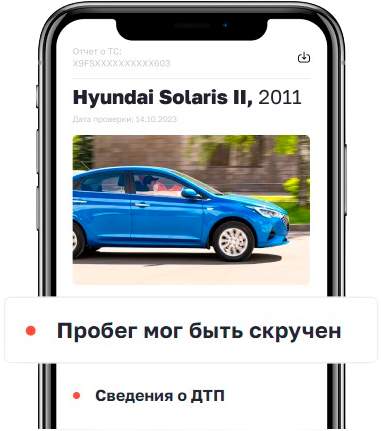 Отчет о ТС:
X9FSXXXXXXXXXX603
Hyundai Solaris II, 2011
Дата проверки: 14.10.2023
Пробег мог быть скручен
Сведения о ДТП